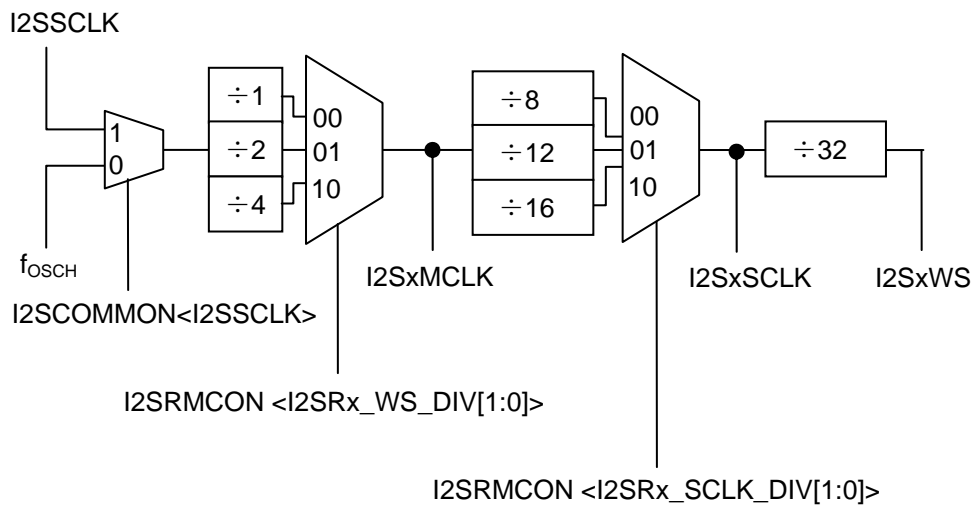 I2SSCLK
1
0
fOSCH
I2SCOMMON<I2SSCLK>
÷1
÷2
÷4
00
01
10
I2SRMCON <I2SRx_WS_DIV[1:0]>
I2SxMCLK
÷8
÷12
÷16
00
01
10
I2SRMCON <I2SRx_SCLK_DIV[1:0]>
I2SxSCLK
÷32
I2SxWS